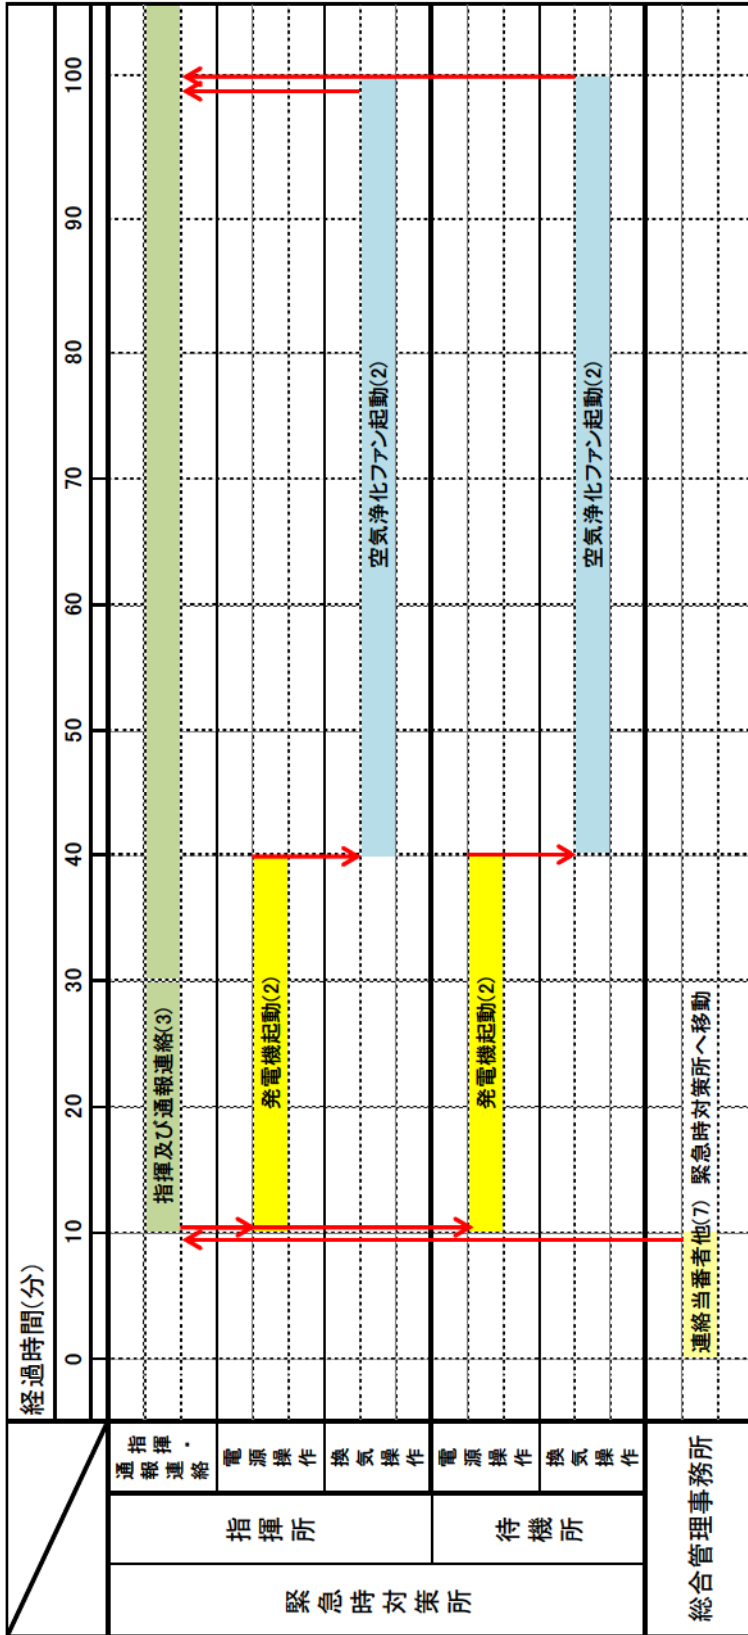 経過時間(分)
0 10 20 30 40 50 60 70 80 90 100
緊急時対策所
指揮所
指揮・
通報連絡
指揮及び通報連絡(3)
電源操作
発電機起動(2)
換気操作
空気浄化ファン起動(2)
待機所
電源操作
発電機起動(2)
換気操作
空気浄化ファン起動(2)
総合管理事務所
連絡当番者他(7) 緊急時対策所へ移動